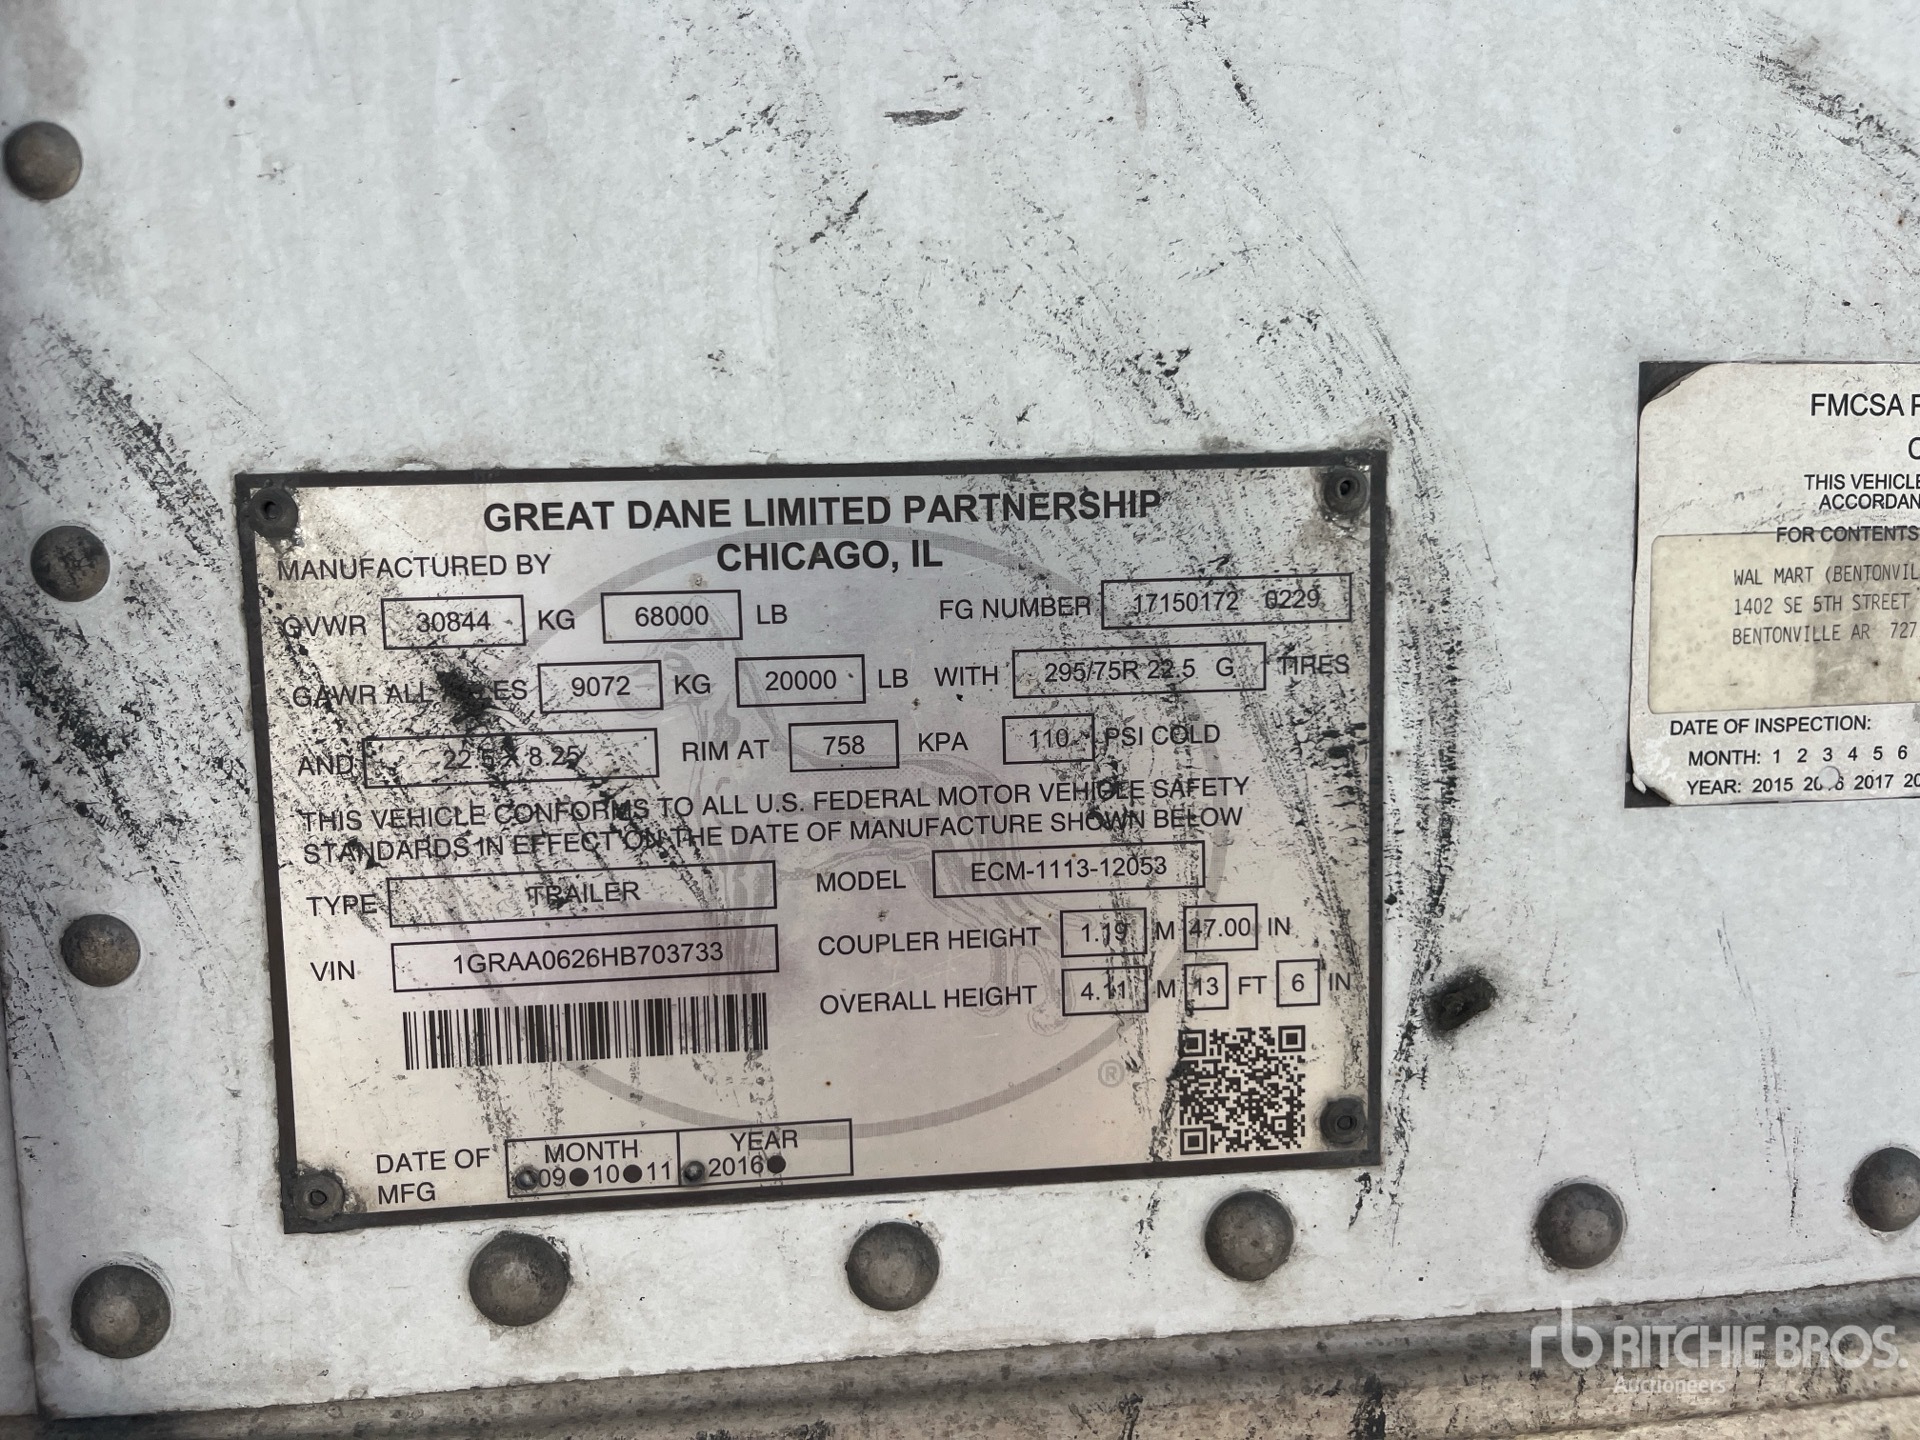 GREAT DANE LIMITED PARTNERSHIP
MANUFACTURED BY CHICAGO, IL
GVWR 30844 KG 68000 LB FG NUMBER 17150172 0229
GAWR ALL 9072 KG 20000 LB WITH 295/75R 22.5 G TIRES
AND 22.5 X 8.25 RIM AT 758 KPA 110 PSI COLD
THIS VEHICLE CONFORMS TO ALL U.S. FEDERAL MOTOR VEHICLE SAFETY
STANDARDS IN EFFECT ON THE DATE OF MANUFACTURE SHOWN BELOW
TYPE TRAILER MODEL ECM-1113-12053
VIN 1GRAA0626HB703733 COUPLER HEIGHT 1.19 M 47.00 IN
OVERALL HEIGHT 4.11 M 13 FT 6 IN
®
DATE OF MONTH YEAR
MFG 09●10●11 2016●
FMCSA
THIS VEHICLE
FOR CONTENTS
WAL MART
1402 SE 5TH STREET
BENTONVILLE AR
DATE OF INSPECTION:
MONTH: 1 2 3 4 5 6
YEAR: 2015 2017
rb RITCHIE BROS.
Auctioneers